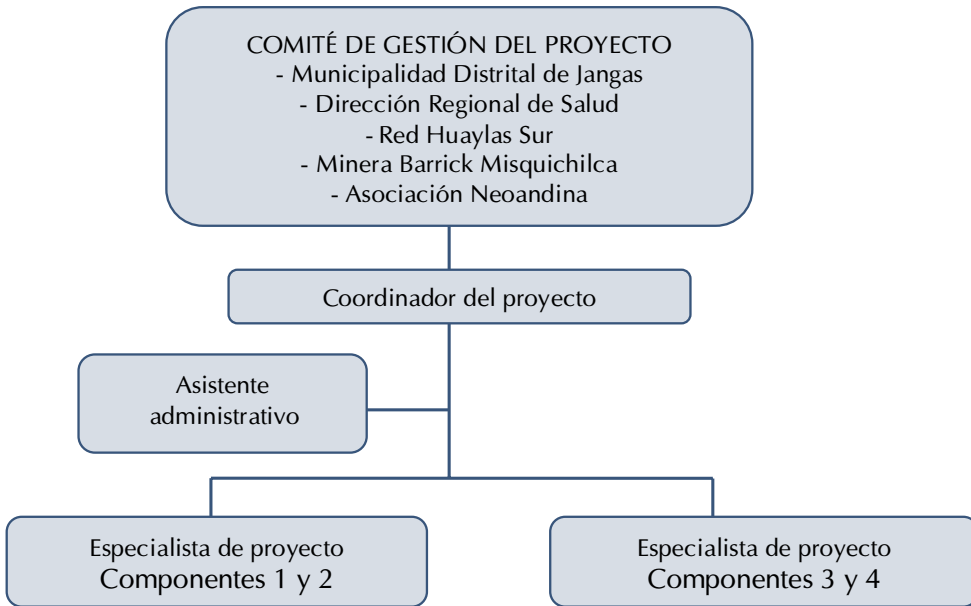 COMITÉ DE GESTIÓN DEL PROYECTO
- Municipalidad Distrital de Jangas
- Dirección Regional de Salud
- Red Huaylas Sur
- Minera Barrick Misquichilca
- Asociación Neoandina
Coordinador del proyecto
Asistente
administrativo
Especialista de proyecto
Componentes 1 y 2
Especialista de proyecto
Componentes 3 y 4